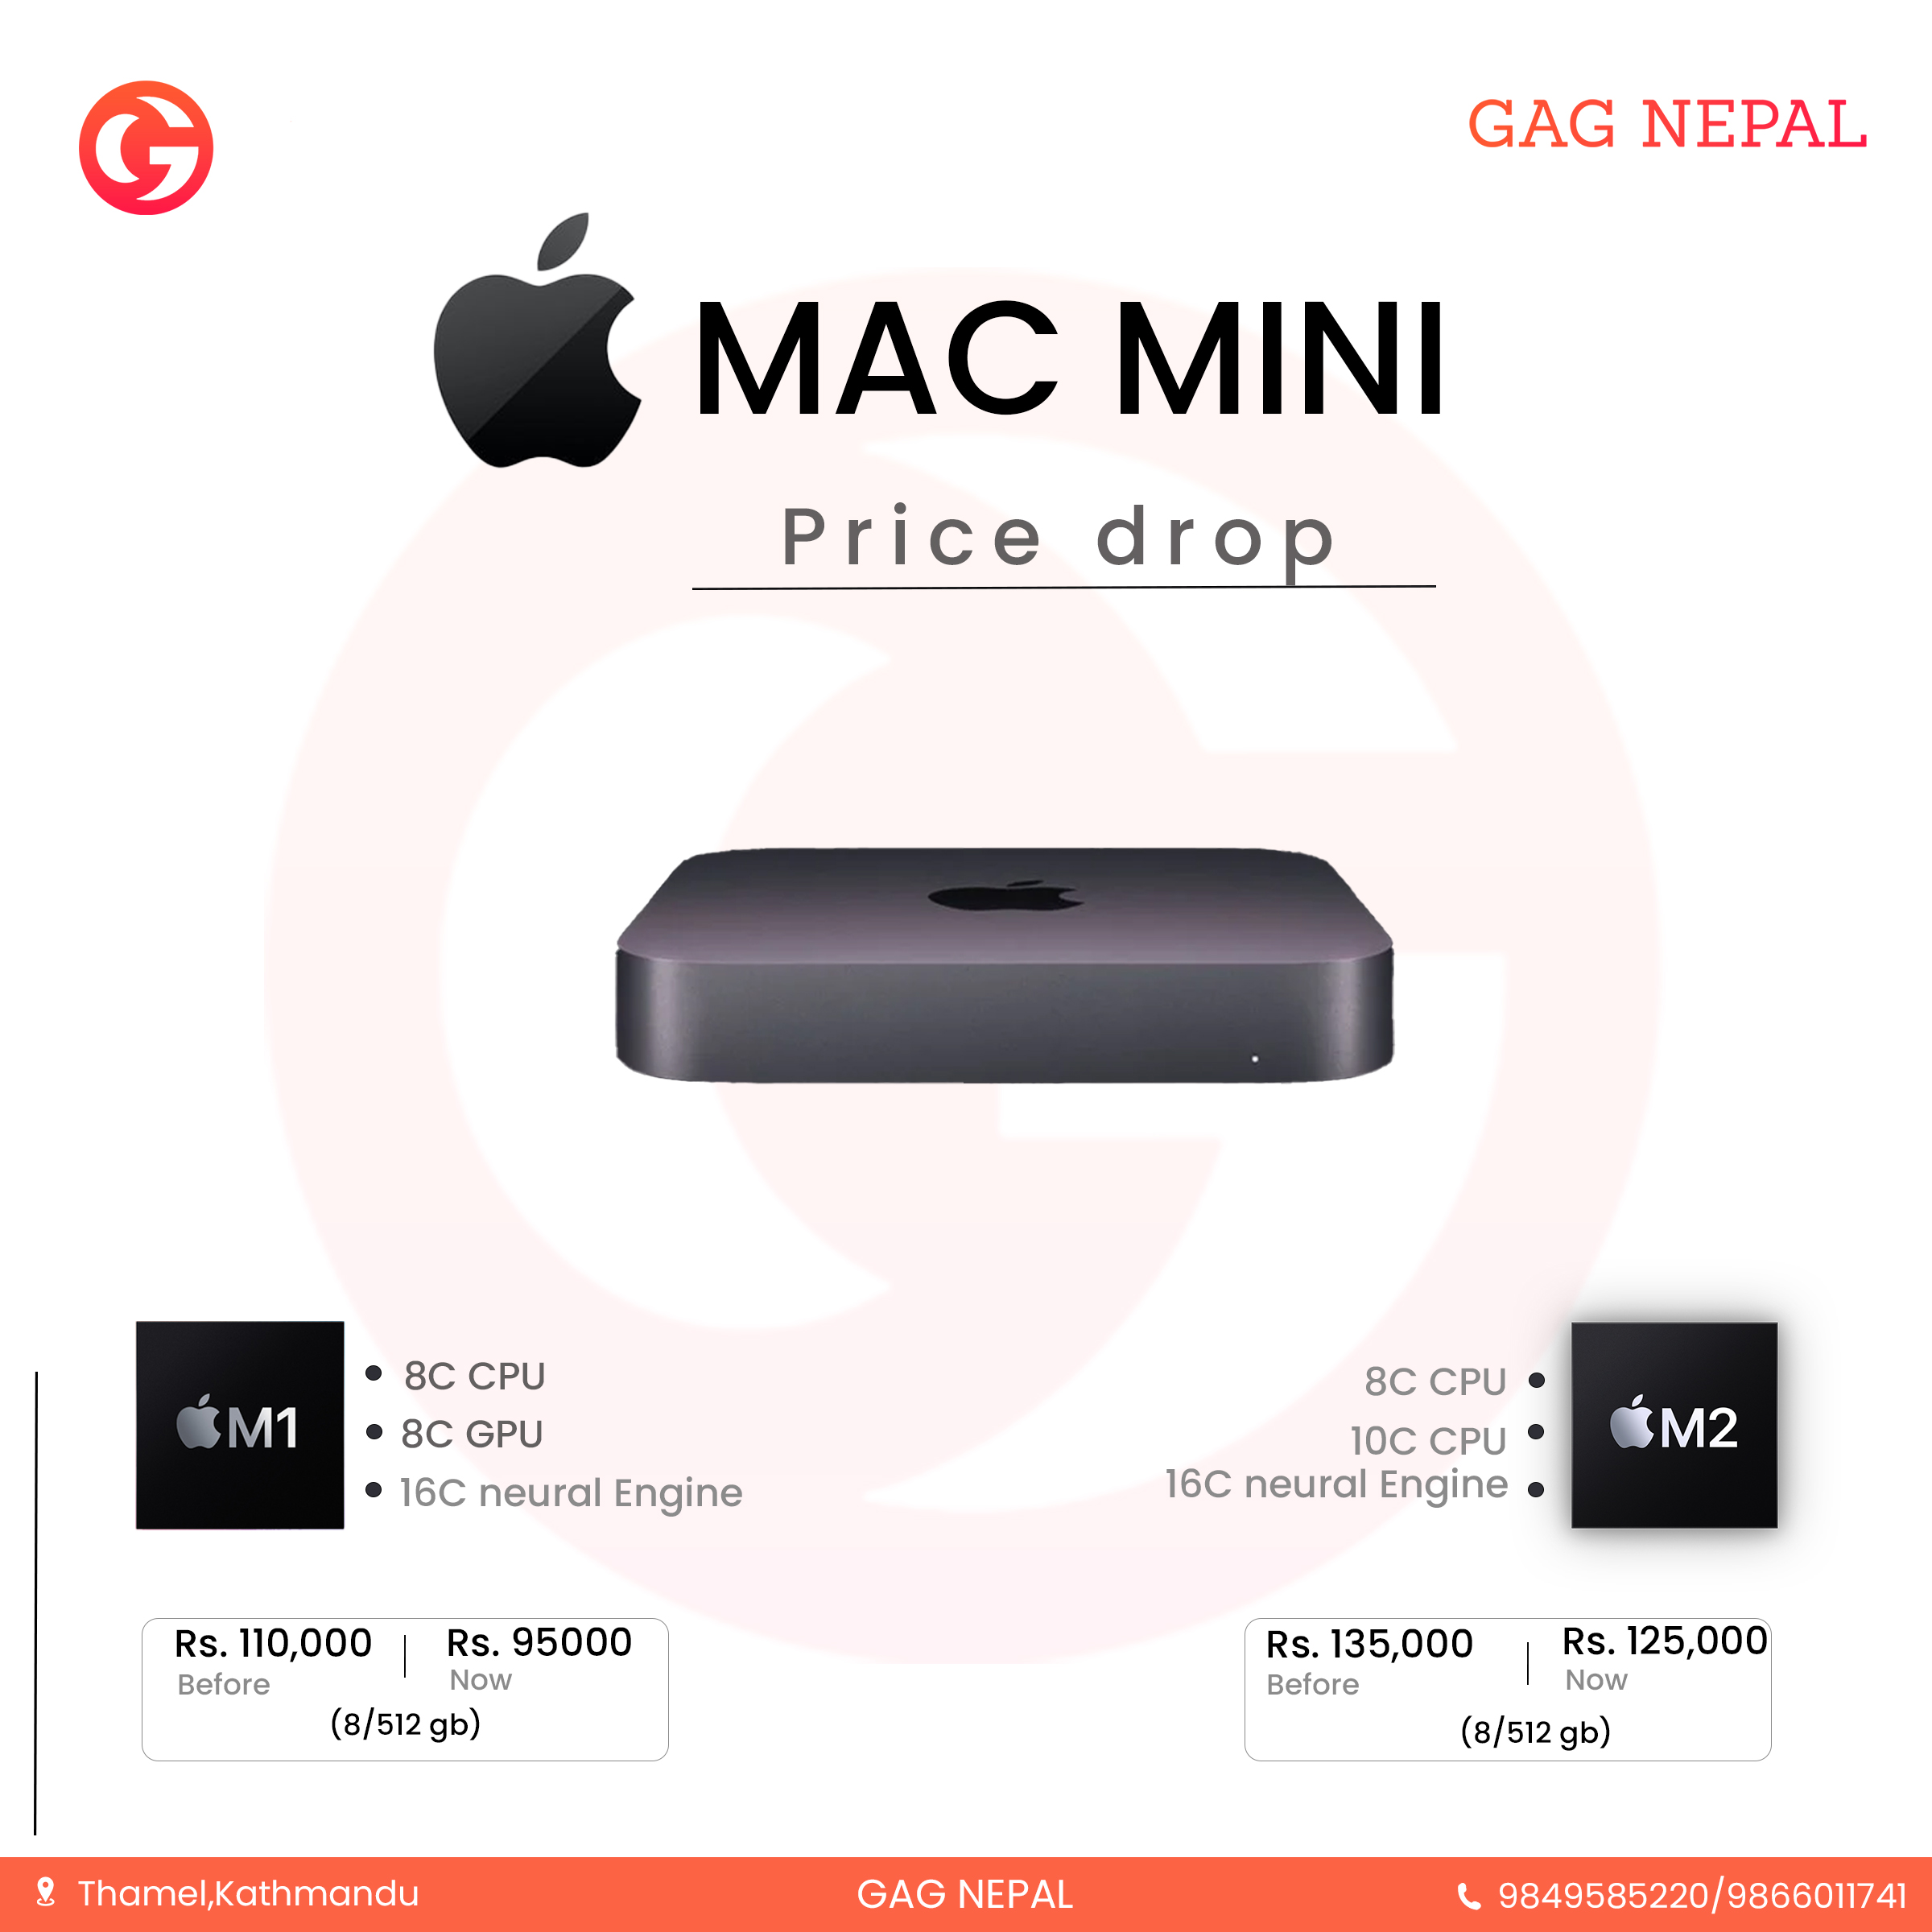 GAG NEPAL
MAC MINI
Price drop
M1
8C CPU
8C GPU
16C neural Engine
8C CPU
10C CPU
16C neural Engine
M2
Rs. 110,000 | Rs. 95000
Before Now
(8/512 gb)
Rs. 135,000 | Rs. 125,000
Before Now
(8/512 gb)
Thamel,Kathmandu
GAG NEPAL
9849585220/9866011741